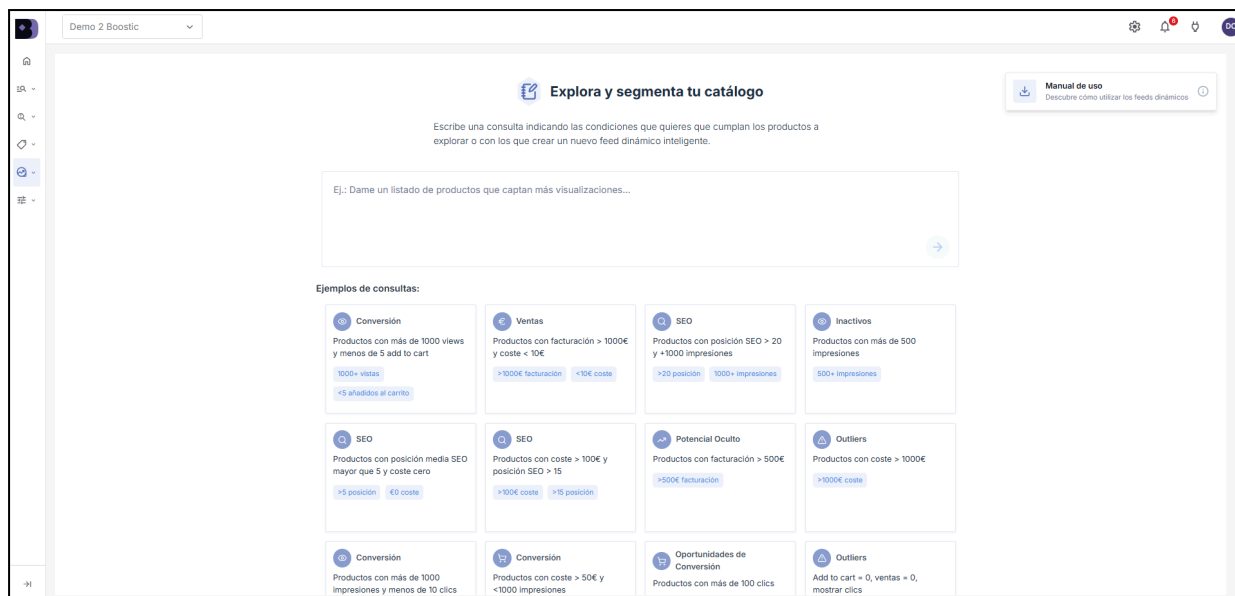 Demo 2 Boostic
6
DC
Explora y segmenta tu catálogo
Manual de uso
Descubre cómo utilizar los feeds dinámicos
Escribe una consulta indicando las condiciones que quieres que cumplan los productos a
explorar o con los que crear un nuevo feed dinámico inteligente.
Ej.: Dame un listado de productos que captan más visualizaciones...
Ejemplos de consultas:
Conversión
Productos con más de 1000 views
y menos de 5 add to cart
1000+ vistas
<5 añadidos al carrito
Ventas
Productos con facturación > 1000€
y coste < 10€
>1000€ facturación
<10€ coste
SEO
Productos con posición SEO > 20
y +1000 impresiones
>20 posición
1000+ impresiones
Inactivos
Productos con más de 500
impresiones
500+ impresiones
SEO
Productos con posición media SEO
mayor que 5 y coste cero
>5 posición
€0 coste
SEO
Productos con coste > 100€ y
posición SEO > 15
>100€ coste
>15 posición
Potencial Oculto
Productos con facturación > 500€
>500€ facturación
Outliers
Productos con coste > 1000€
>1000€ coste
Conversión
Productos con más de 1000
impresiones y menos de 10 clics
Conversión
Productos con coste > 50€ y
<1000 impresiones
Oportunidades de
Conversión
Productos con más de 100 clics
Outliers
Add to cart = 0, ventas = 0,
mostrar clics